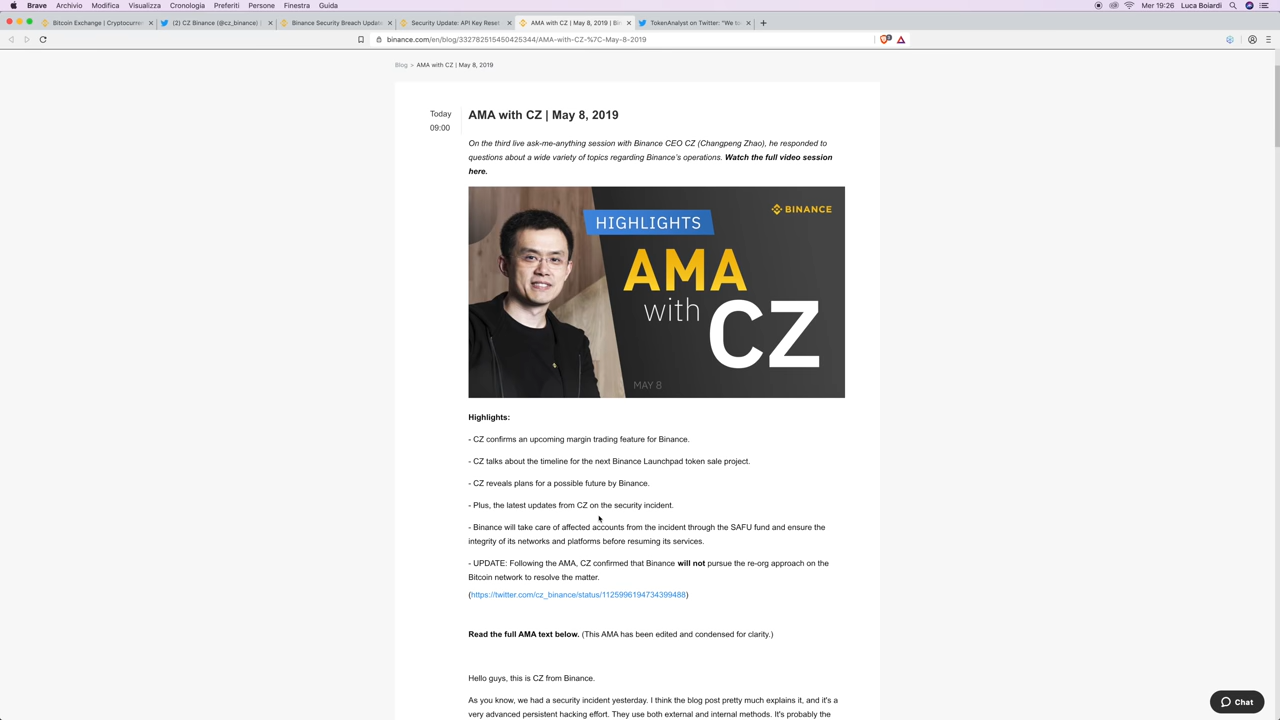 Brave Archivio Modifica Visualizza Cronologia Preferiti Persone Finestra Guida Mer 19:26 Luca Boiardi
Bitcoin Exchange | Cryptocurre (2) CZ Binance (@cz_binance) Binance Security Breach Updat Security Update: API Key Reset AMA with CZ | May 8, 2019 | Bi TokenAnalyst on Twitter: "We b
binance.com/en/blog/332782515450425344/AMA-with-CZ-%7C-May-8-2019
Blog > AMA with CZ | May 8, 2019
Today
09:00
AMA with CZ | May 8, 2019
On the third live ask-me-anything session with Binance CEO CZ (Changpeng Zhao), he responded to
questions about a wide variety of topics regarding Binance's operations. Watch the full video session
here.
BINANCE
HIGHLIGHTS
AMA
with CZ
MAY 8
Highlights:
- CZ confirms an upcoming margin trading feature for Binance.
- CZ talks about the timeline for the next Binance Launchpad token sale project.
- CZ reveals plans for a possible future by Binance.
- Plus, the latest updates from CZ on the security incident.
- Binance will take care of affected accounts from the incident through the SAFU fund and ensure the
integrity of its networks and platforms before resuming its services.
- UPDATE: Following the AMA, CZ confirmed that Binance will not pursue the re-org approach on the
Bitcoin network to resolve the matter.
(https://twitter.com/cz_binance/status/1125996194734399488)
Read the full AMA text below. (This AMA has been edited and condensed for clarity.)
Hello guys, this is CZ from Binance.
As you know, we had a security incident yesterday. I think the blog post pretty much explains it, and it's a
very advanced persistent hacking effort. They use both external and internal methods. It's probably the
Chat